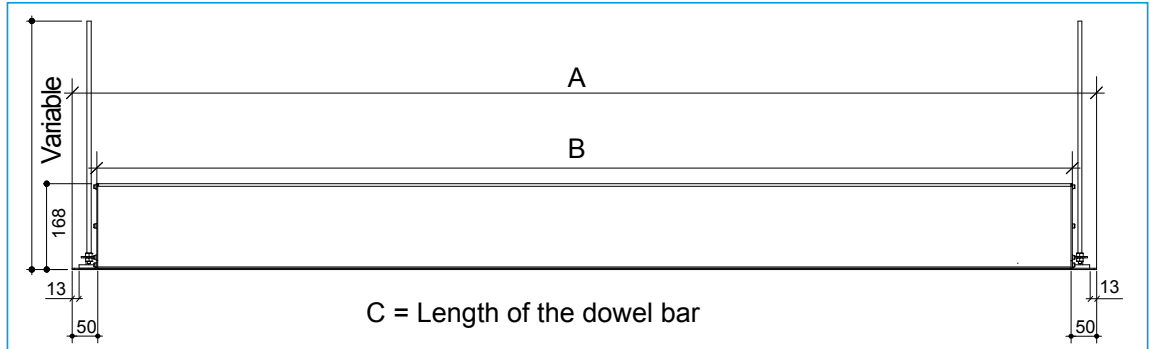 A
Variable
B
168
13
13
C = Length of the dowel bar
50
50